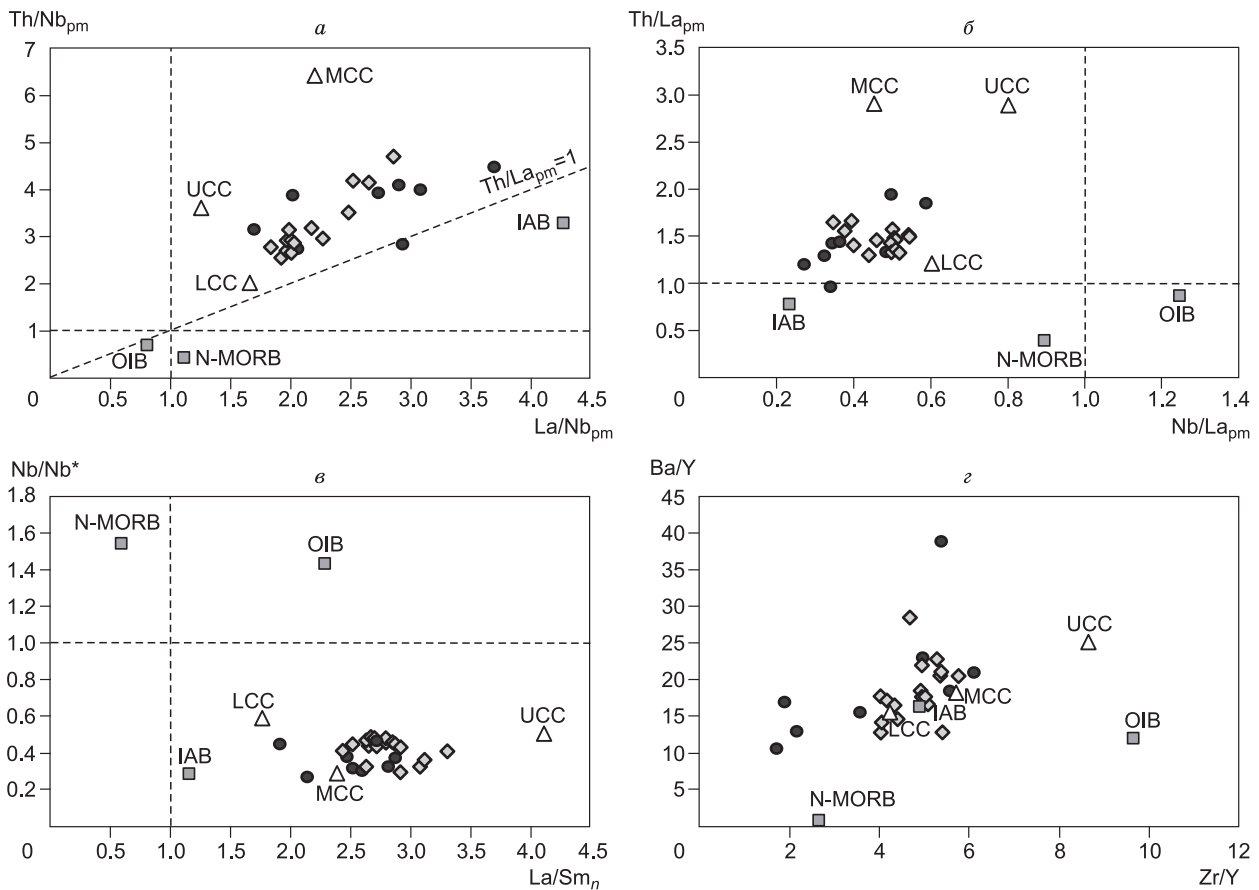 Th/Nbpm
а
7
6
5
4
3
2
1
0
MCC
UCC
LCC
Th/Lapm=1
IAB
OIB
N-MORB
0.5
1.0
1.5
2.0
2.5
3.0
3.5
4.0
4.5
La/Nbpm
Th/Lapm
б
3.5
3.0
2.5
2.0
1.5
1.0
0.5
0
MCC
UCC
LCC
IAB
OIB
N-MORB
0.2
0.4
0.6
0.8
1.0
1.2
1.4
Nb/Lapm
Nb/Nb*
в
1.8
1.6
1.4
1.2
1.0
0.8
0.6
0.4
0.2
0
N-MORB
OIB
LCC
UCC
IAB
MCC
0.5
1.0
1.5
2.0
2.5
3.0
3.5
4.0
4.5
La/Smn
Ba/Y
г
45
40
35
30
25
20
15
10
5
0
UCC
MCC
IAB
LCC
OIB
N-MORB
2
4
6
8
10
12
Zr/Y